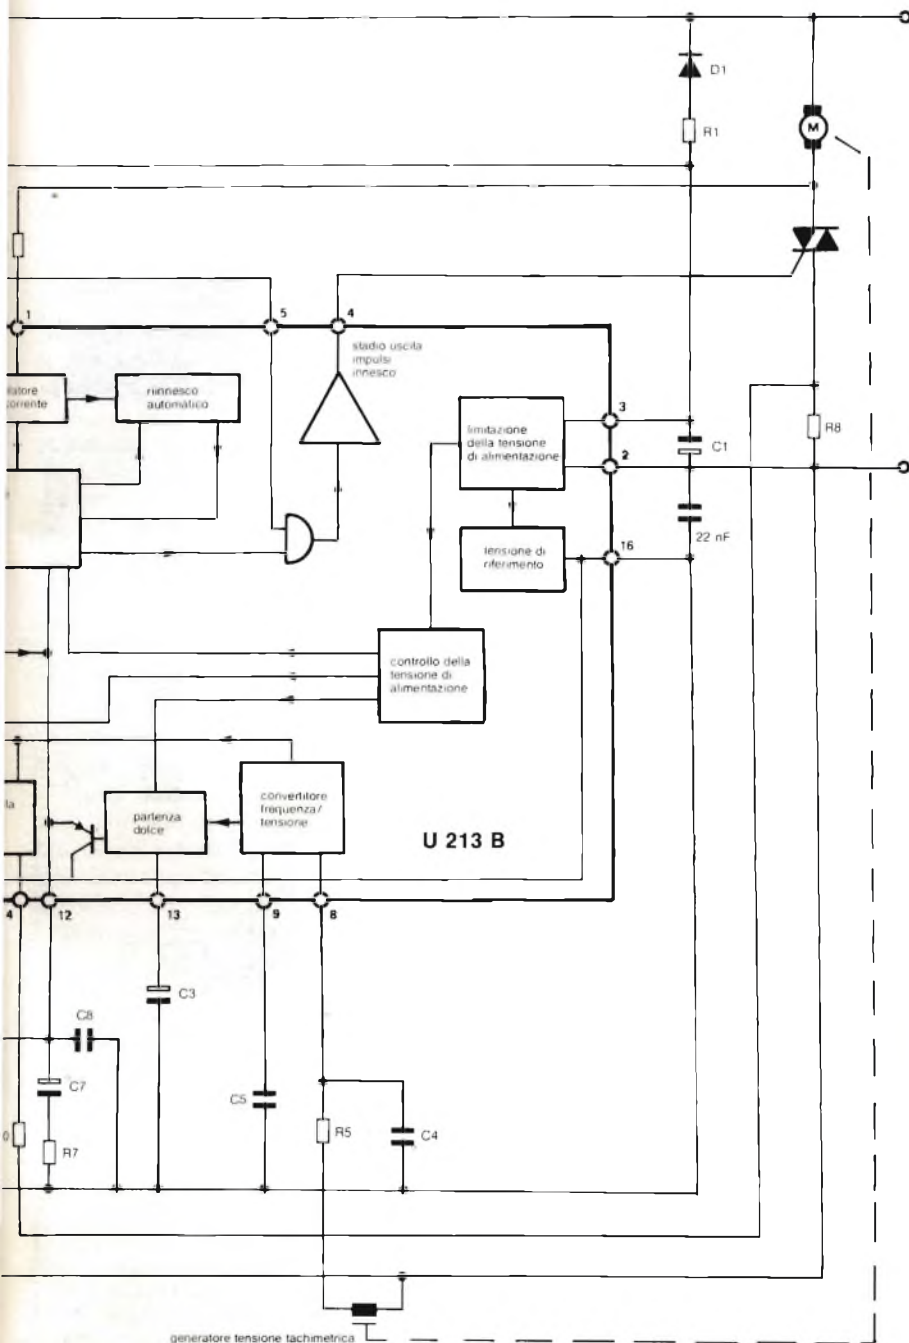 D1
R1
M
1
5
4
stadio uscita
impulsi
innesco
riinnesco
automatico
corrente
3
limitazione
della tensione
di alimentazione
2
C1
R8
22 nF
tensione di
riferimento
16
controllo della
tensione di
alimentazione
convertitore
frequenza/
tensione
partenza
dolce
U 213 B
4
12
13
9
8
C3
C8
C7
C5
R5
C4
R7
generatore tensione tachimetrica